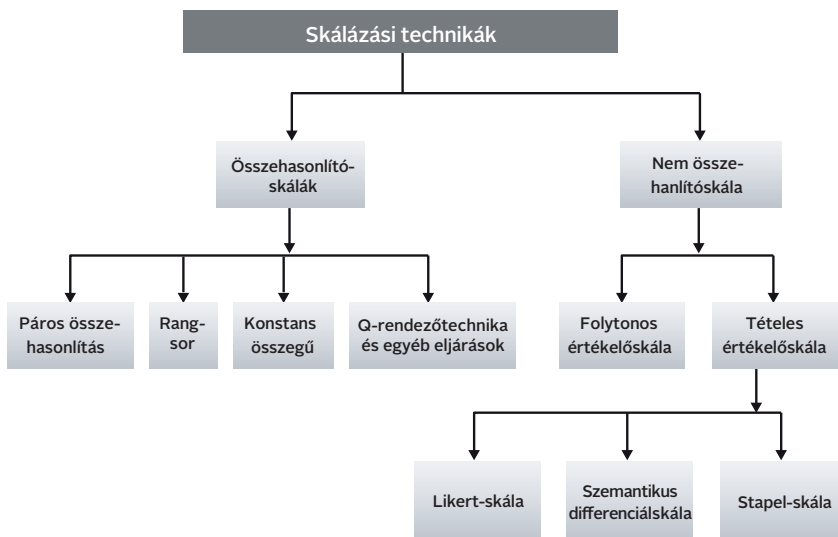 Skálázási technikák
Összehasonlító-
skálák
Nem össze-
hanlítóskála
Páros össze-
hasonlítás
Rang-
sor
Konstans
összegű
Q-rendezőtechnika
és egyéb eljárások
Folytonos
értékelőskála
Tételes
értékelőskála
Likert-skála
Szemantikus
differenciálskála
Stapel-skála